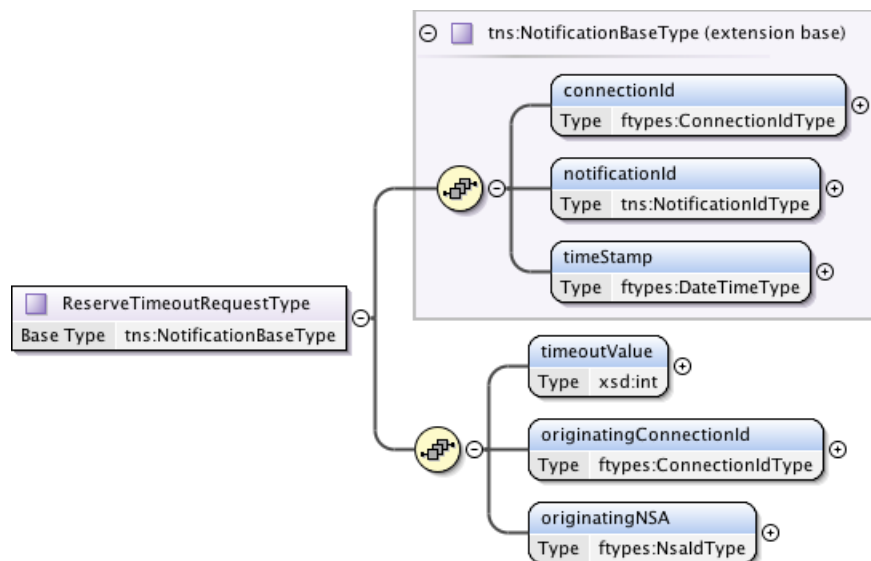 tns:NotificationBaseType (extension base)
connectionId
Type ftypes:ConnectionIdType
notificationId
Type tns:NotificationIdType
timeStamp
Type ftypes:DateTimeType
ReserveTimeoutRequestType
Base Type tns:NotificationBaseType
timeoutValue
Type xsd:int
originatingConnectionId
Type ftypes:ConnectionIdType
originatingNSA
Type ftypes:NsaIdType